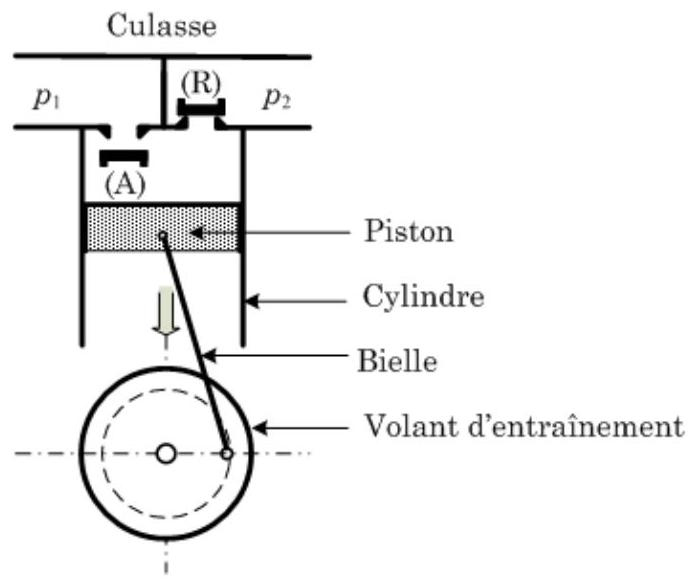 Culasse
p₁
(R)
p₂
(A)
Piston
Cylindre
Bielle
Volant d'entraînement